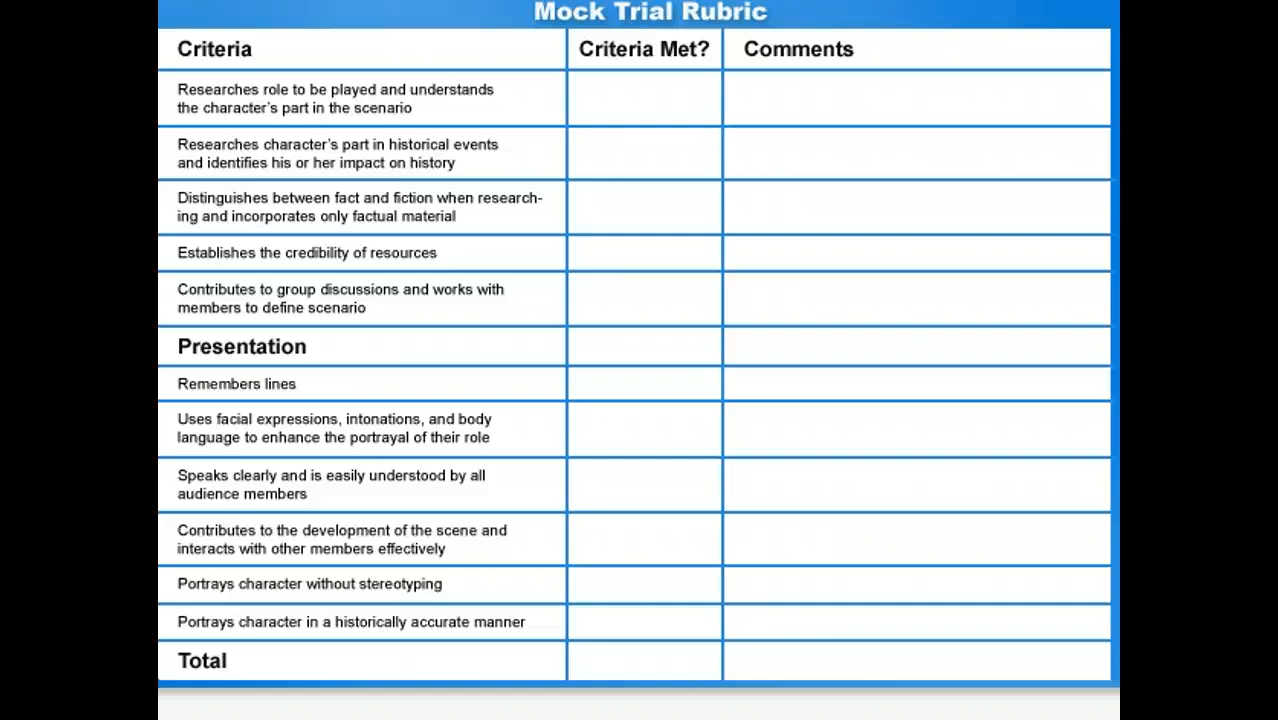 Mock Trial Rubric
Criteria
Criteria Met?
Comments
Researches role to be played and understands
the character's part in the scenario
Researches character's part in historical events
and identifies his or her impact on history
Distinguishes between fact and fiction when research-
ing and incorporates only factual material
Establishes the credibility of resources
Contributes to group discussions and works with
members to define scenario
Presentation
Remembers lines
Uses facial expressions, intonations, and body
language to enhance the portrayal of their role
Speaks clearly and is easily understood by all
audience members
Contributes to the development of the scene and
interacts with other members effectively
Portrays character without stereotyping
Portrays character in a historically accurate manner
Total